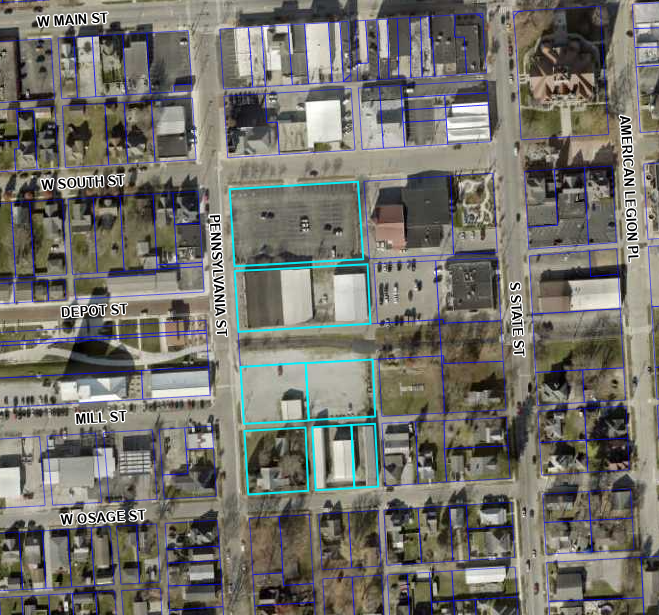 W MAIN ST
AMERICAN LEGION PL
W SOUTH ST
PENNSYLVANIA ST
S STATE ST
DEPOT ST
MILL ST
W OSAGE ST